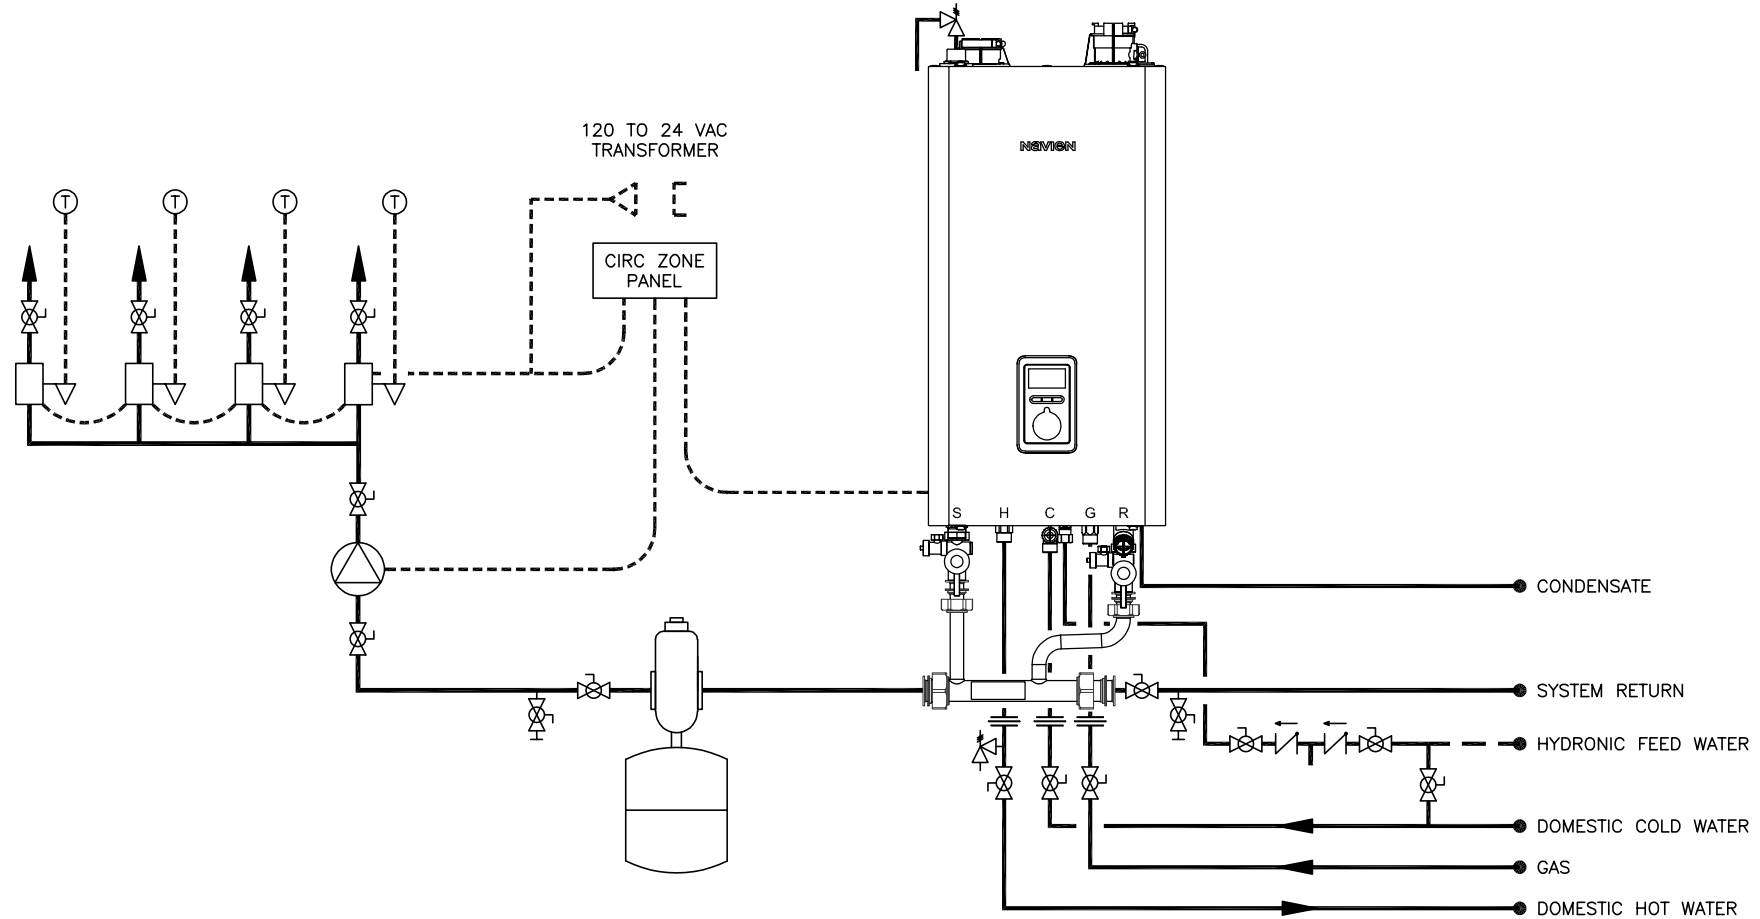 120 TO 24 VAC
TRANSFORMER
NAVIEN
T T T T
CIRC ZONE
PANEL
S H C G R
CONDENSATE
SYSTEM RETURN
HYDRONIC FEED WATER
DOMESTIC COLD WATER
GAS
DOMESTIC HOT WATER